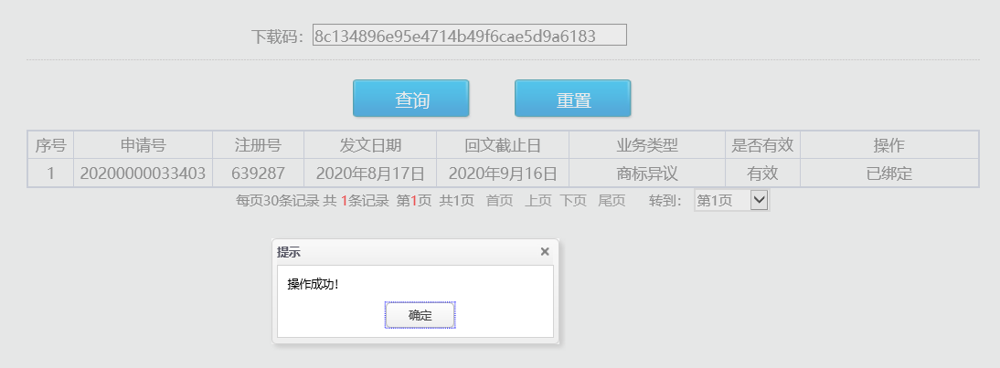 下载码： 8c134896e95e4714b49f6cae5d9a6183
查询 重置
序号 申请号 注册号 发文日期 回文截止日 业务类型 是否有效 操作
1 20200000033403 639287 2020年8月17日 2020年9月16日 商标异议 有效 已绑定
每页30条记录 共 1条记录 第1页 共1页 首页 上页 下页 尾页 转到： 第1页
提示
操作成功!
确定